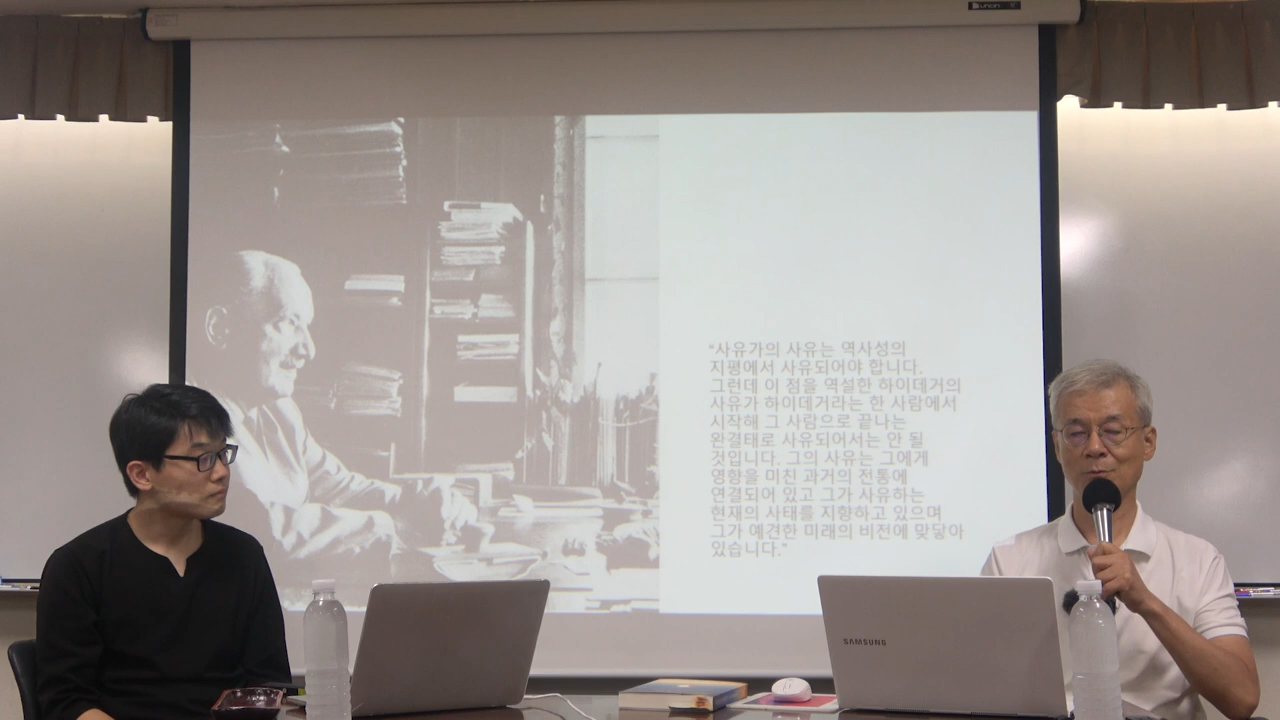 UNION
"사유가의 사유는 역사성의
지평에서 사유되어야 합니다.
그런데 이 점을 역설한 하이데거의
사유가 하이데거라는 한 사람에서
시작해 그 사람으로 끝나는
완결태로 사유되어서는 안 될
것입니다. 그의 사유는 그에게
영향을 미친 과거의 전통에
연결되어 있고 그가 사유하는
현재의 사태를 지향하고 있으며
그가 예견한 미래의 비전에 맞닿아
있습니다."
SAMSUNG